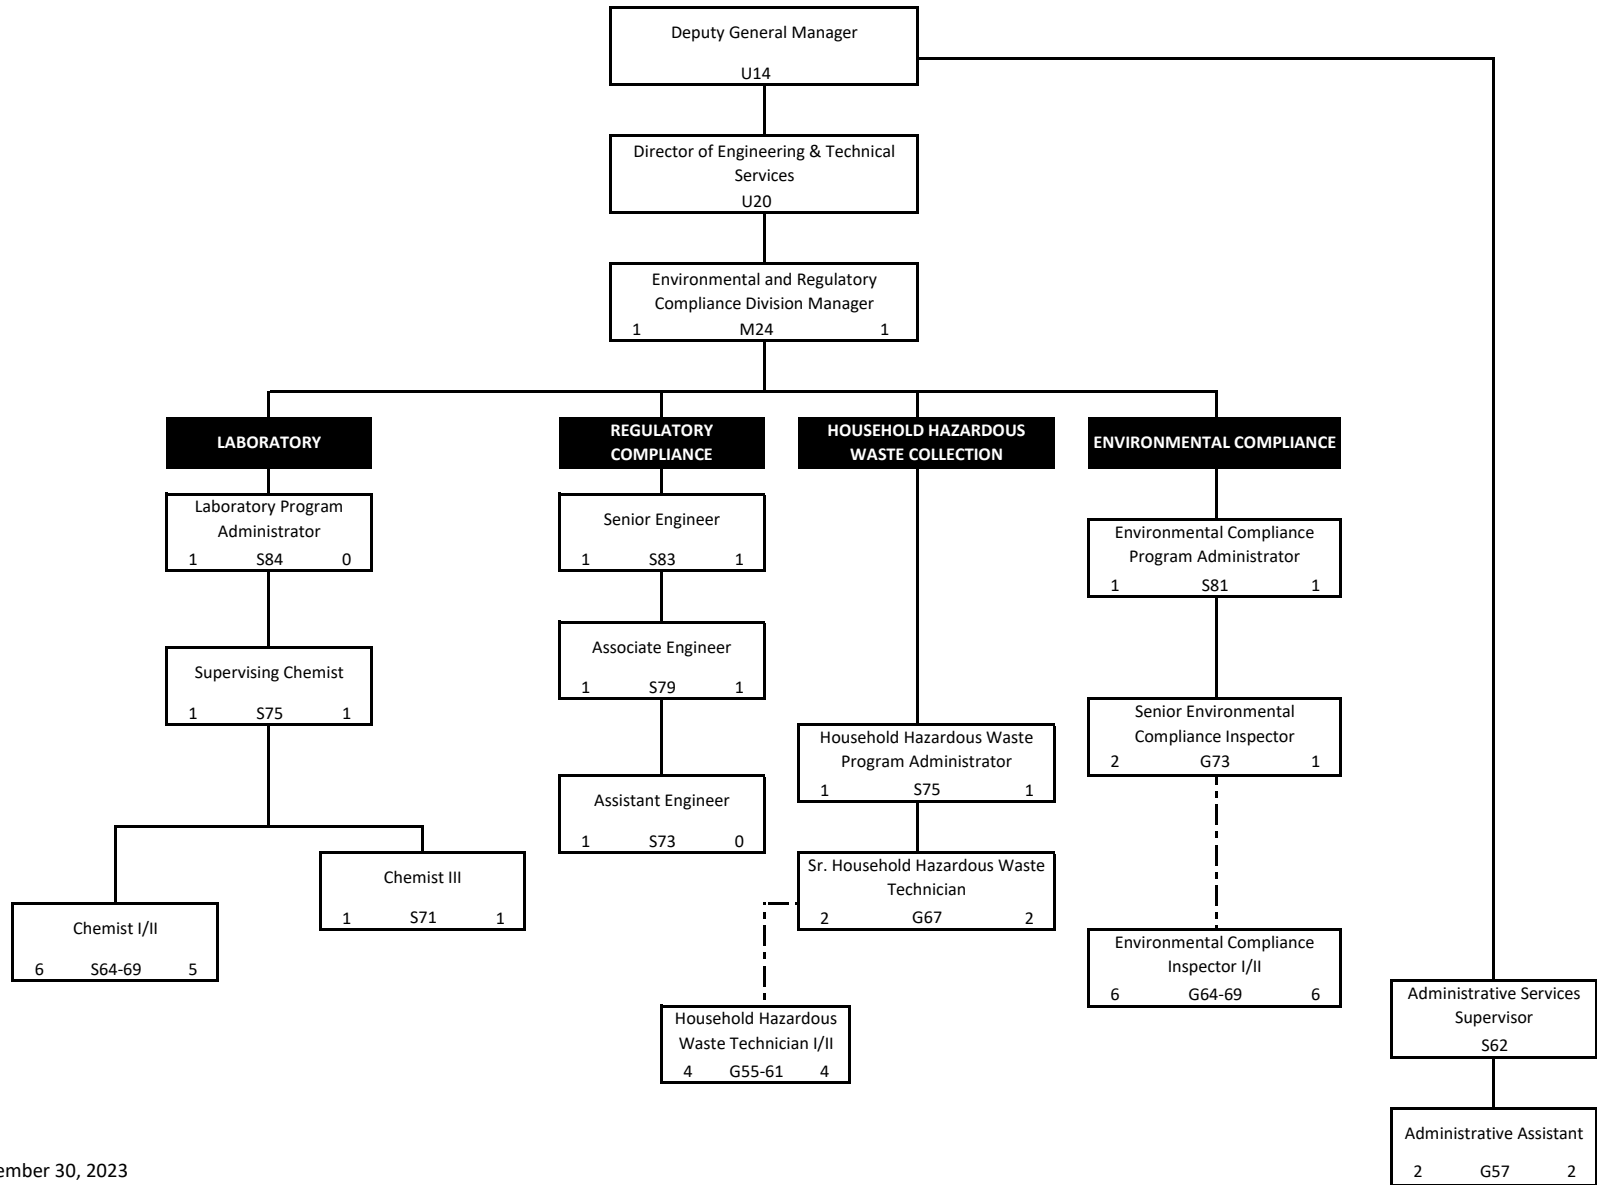 Deputy General Manager
U14
Director of Engineering & Technical
Services
U20
Environmental and Regulatory
Compliance Division Manager
1 M24 1
LABORATORY
Laboratory Program
Administrator
1 S84 0
Supervising Chemist
1 S75 1
Chemist I/II
6 S64-69 5
Chemist III
1 S71 1
REGULATORY
COMPLIANCE
Senior Engineer
1 S83 1
Associate Engineer
1 S79 1
Assistant Engineer
1 S73 0
HOUSEHOLD HAZARDOUS
WASTE COLLECTION
Household Hazardous Waste
Program Administrator
1 S75 1
Sr. Household Hazardous Waste
Technician
2 G67 2
Household Hazardous
Waste Technician I/II
4 G55-61 4
ENVIRONMENTAL COMPLIANCE
Environmental Compliance
Program Administrator
1 S81 1
Senior Environmental
Compliance Inspector
2 G73 1
Environmental Compliance
Inspector I/II
6 G64-69 6
Administrative Services
Supervisor
S62
Administrative Assistant
2 G57 2
ember 30, 2023